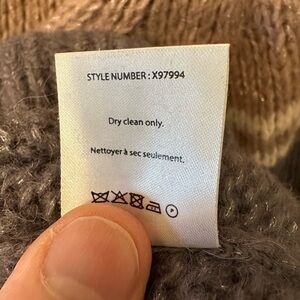 STYLE NUMBER : X97994
Dry clean only.
Nettoyer à sec seulement.